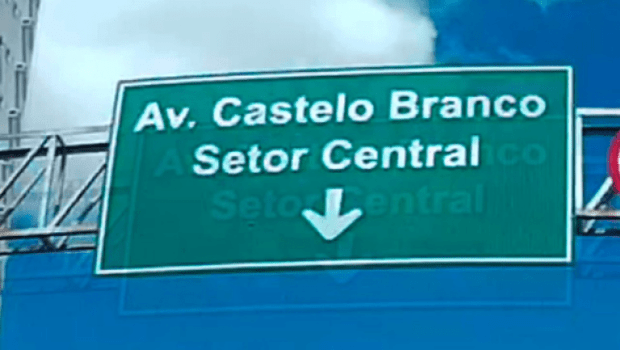 Av. Castelo Branco
Setor Central